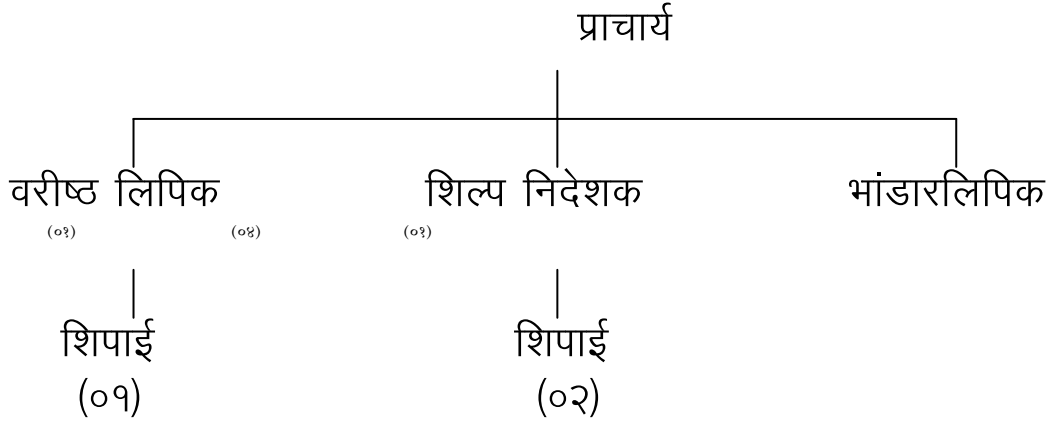 प्राचार्य
वरीष्ठ लिपिक शिल्प निदेशक भांडारलिपिक
(०१) (०४) (०१)
शिपाई शिपाई
(०१) (०२)